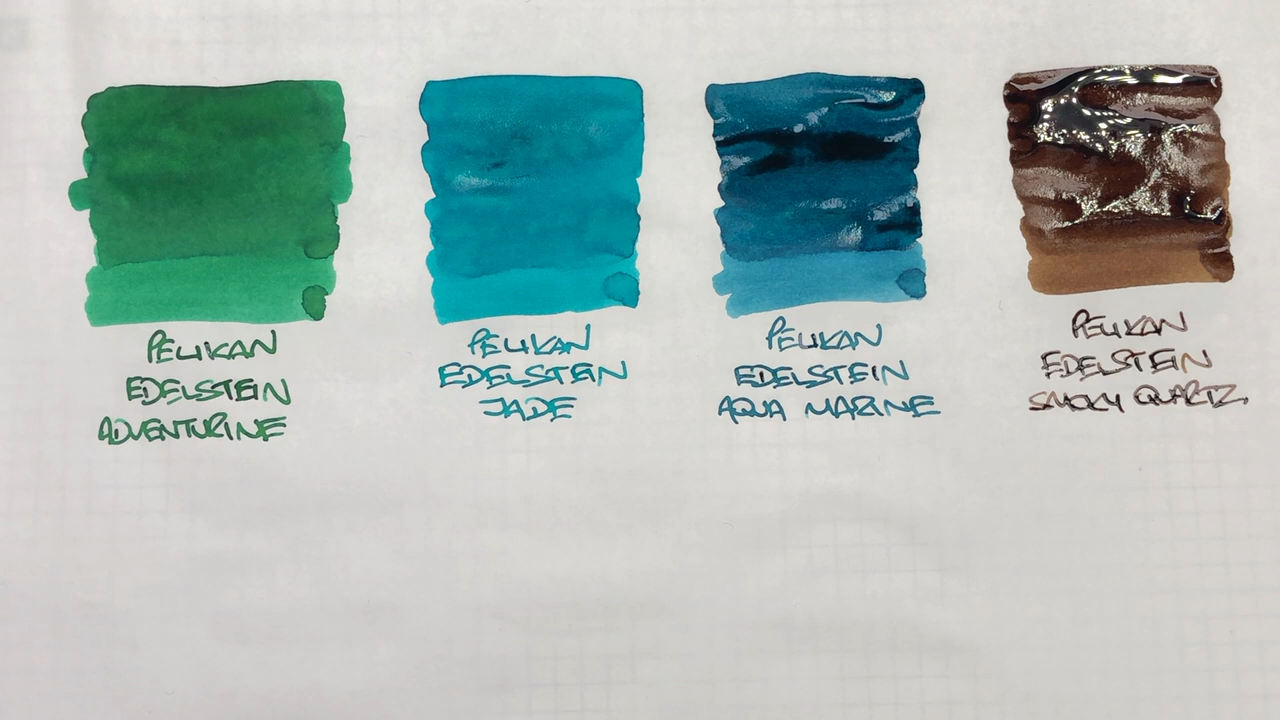 PELIKAN
EDELSTEIN
ADVENTURINE
PELIKAN
EDELSTEIN
JADE
PELIKAN
EDELSTEIN
AQUA MARINE
PELIKAN
EDELSTEIN
SMOKY QUARTZ.